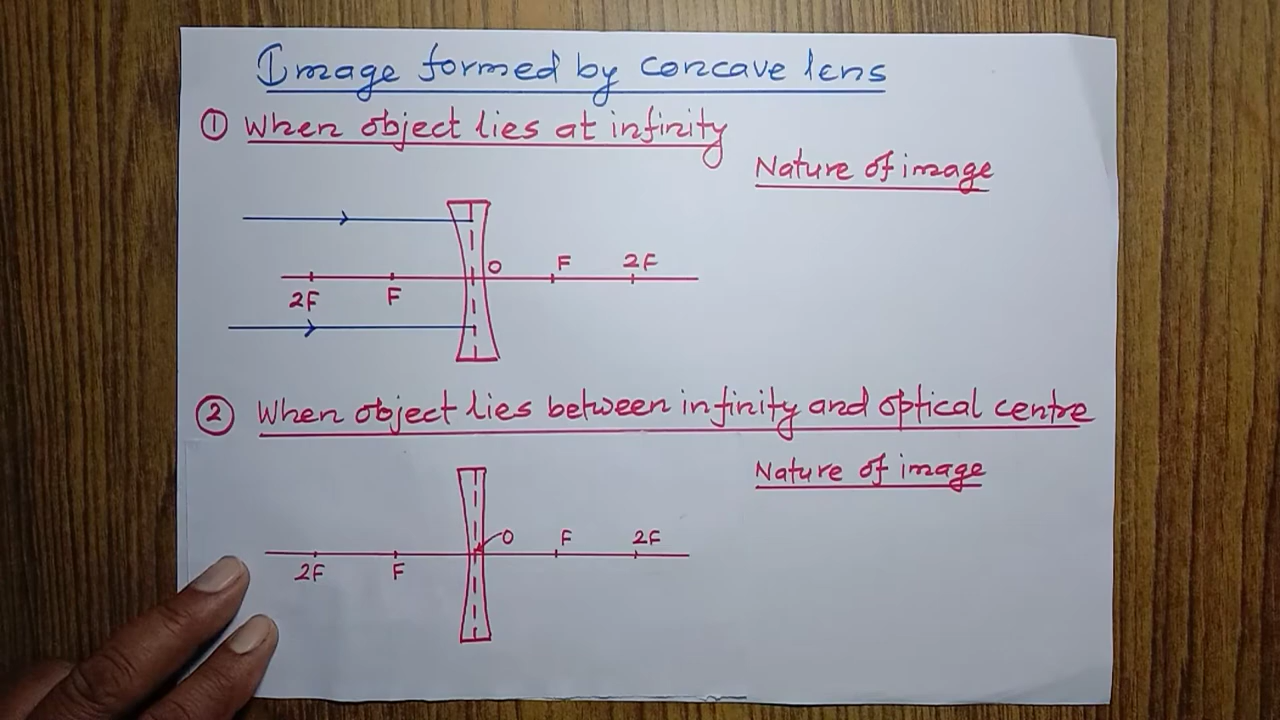 Image formed by concave lens
① When object lies at infinity
Nature of image
O F 2F
2F F
② When object lies between infinity and optical centre
Nature of image
O F 2F
2F F